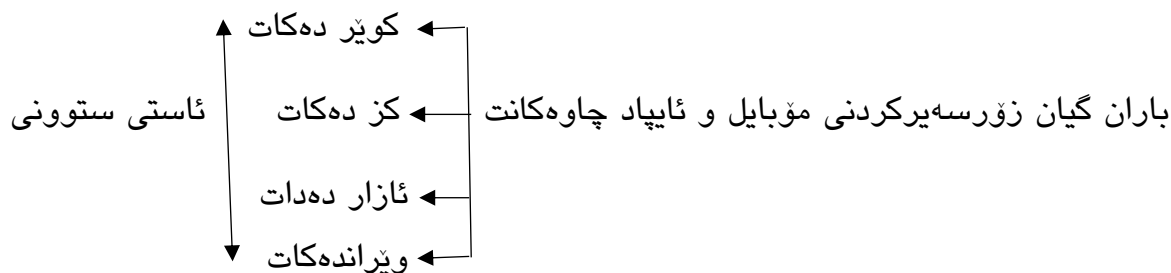 کوێر دەکات
باران گیان زۆرسەیرکردنی مۆبایل و ئایپاد چاوەکانت کز دەکات ئاستی ستوونی
ئازار دەدات
وێراندەکات